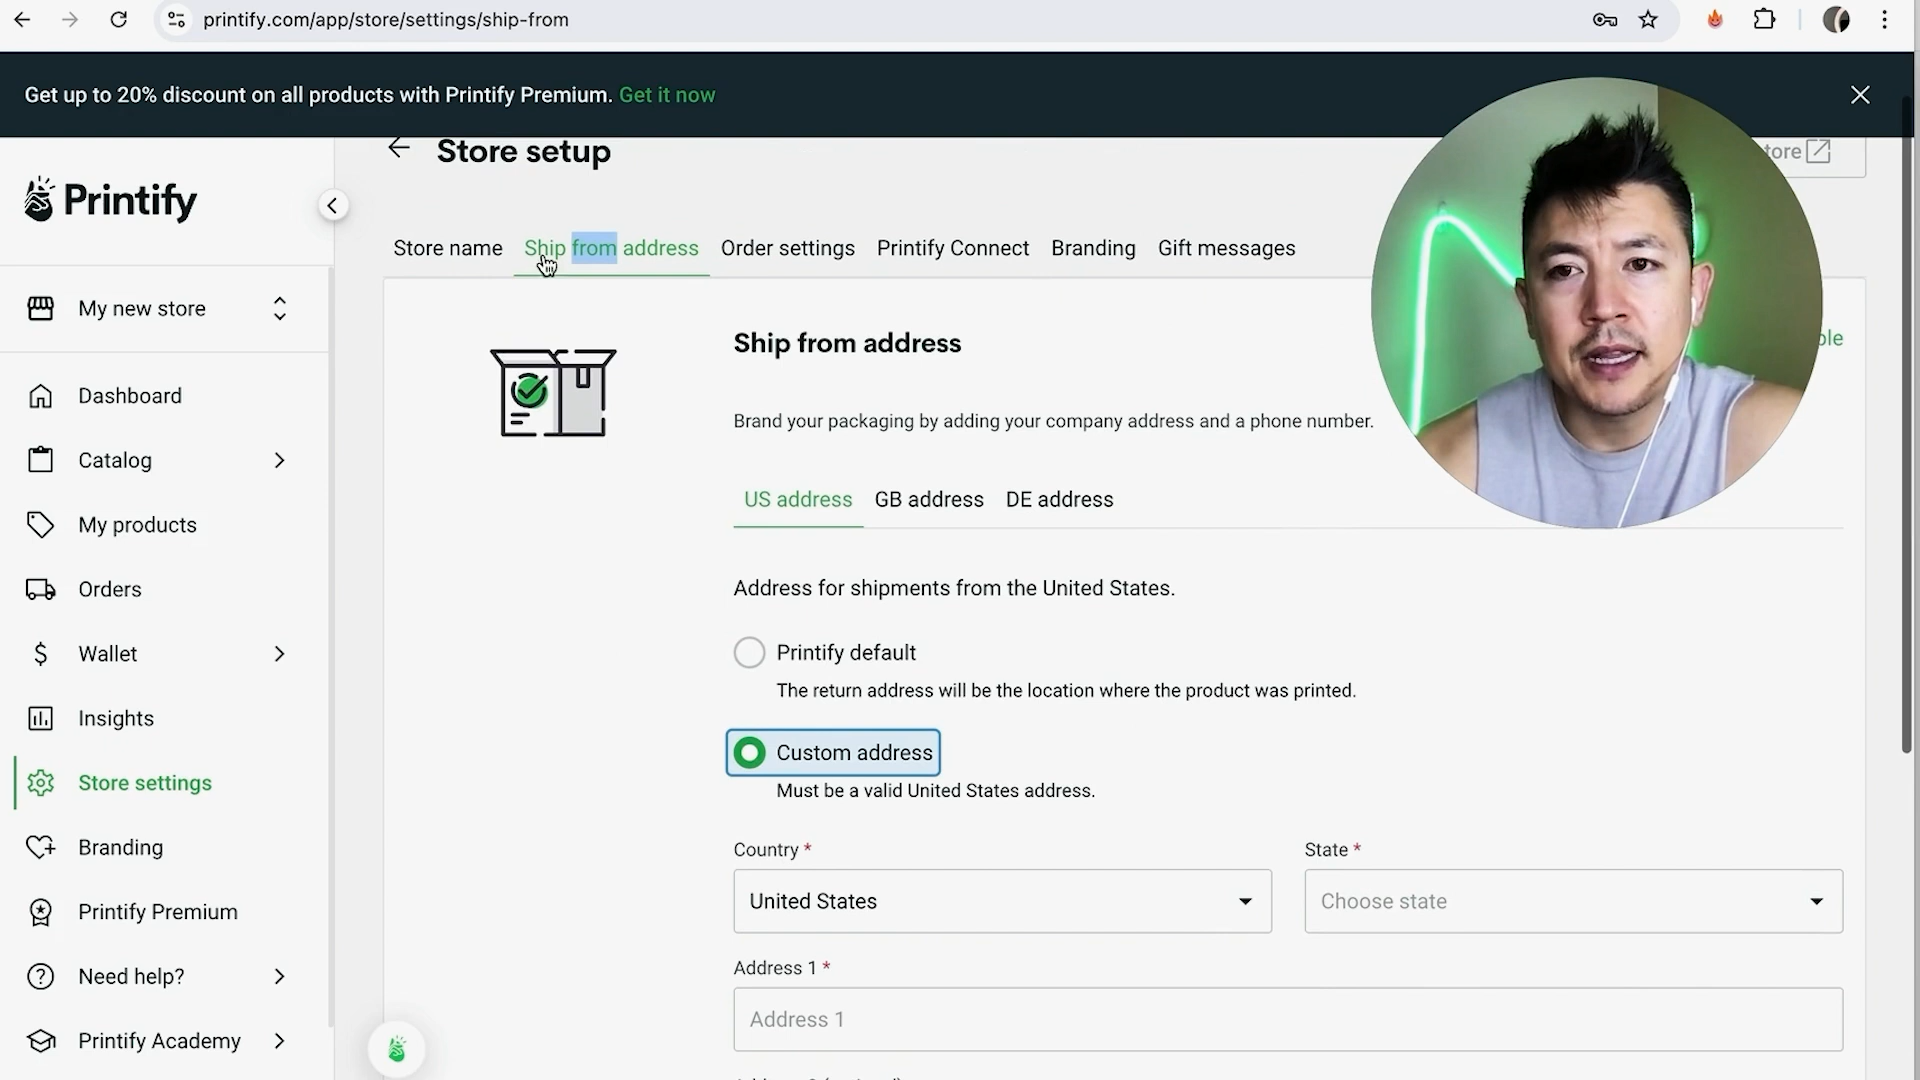 printify.com/app/store/settings/ship-from
Get up to 20% discount on all products with Printify Premium. Get it now
Store setup
Printify
Store name Ship from address Order settings Printify Connect Branding Gift messages
My new store
Ship from address
Dashboard
Brand your packaging by adding your company address and a phone number.
Catalog
US address GB address DE address
My products
Address for shipments from the United States.
Orders
Printify default
Wallet
The return address will be the location where the product was printed.
Insights
Custom address
Store settings
Must be a valid United States address.
Branding
Country * State *
United States Choose state
Printify Premium
Address 1 *
Need help?
Address 1
Printify Academy